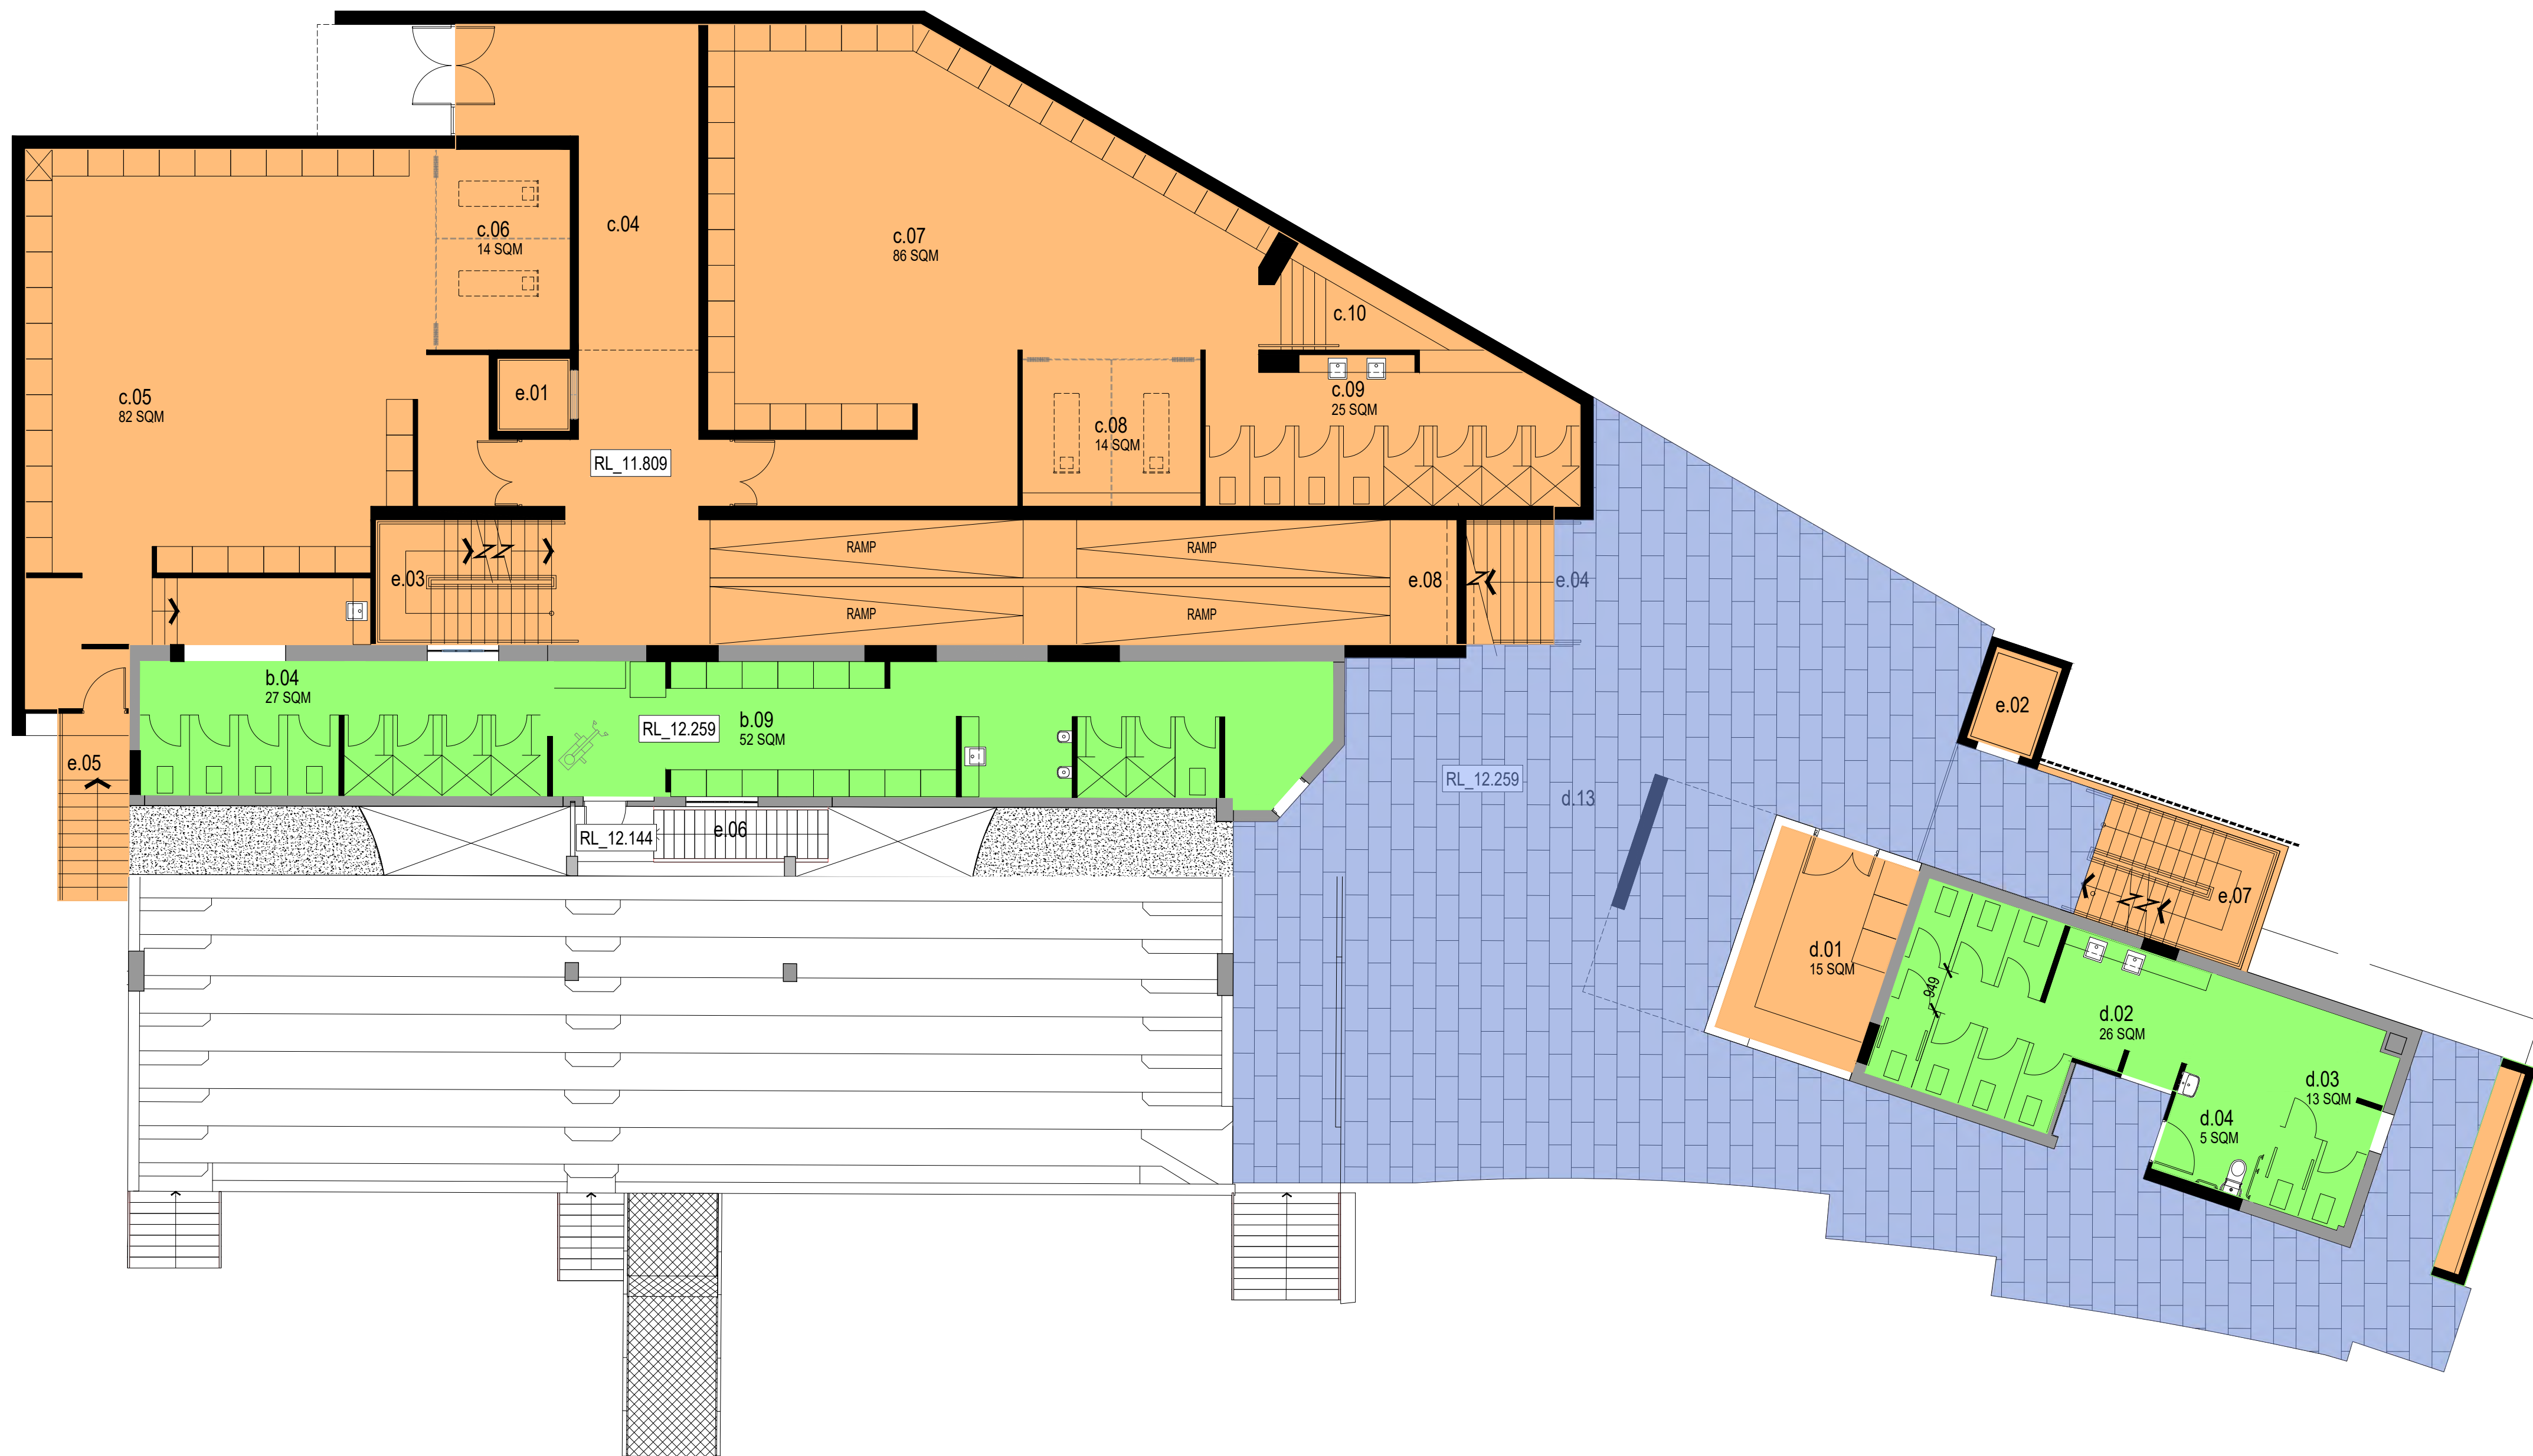 c.04
c.06
14 SQM
c.07
86 SQM
c.10
e.01
c.05
82 SQM
c.09
25 SQM
c.08
14 SQM
RL_11.809
e.03
RAMP
RAMP
e.08
e.04
RAMP
RAMP
b.04
27 SQM
b.09
52 SQM
RL_12.259
e.02
e.05
RL_12.259
d.13
RL_12.144
e.06
e.07
d.01
15 SQM
949
d.02
26 SQM
d.03
13 SQM
d.04
5 SQM